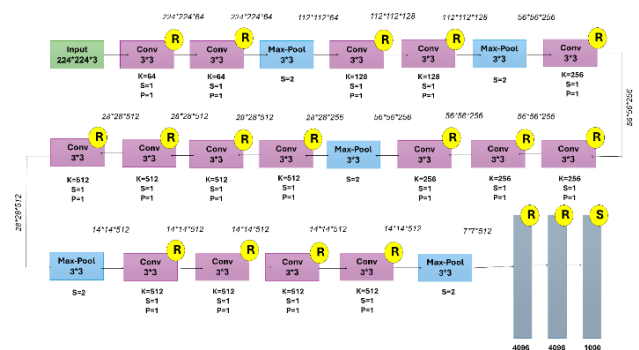 224*224*64 224*224*64 112*112*64 112*112*128 112*112*128 56*56*256
R R R R R
Input Conv Conv Max-Pool Conv Conv Max-Pool Conv
224*224*3 3*3 3*3 3*3 3*3 3*3 3*3 3*3
K=64 K=64 S=2 K=128 K=128 S=2 K=256
S=1 S=1 S=1 S=1 S=1
P=1 P=1 P=1 P=1 P=1
56*56*256
28*28*512 28*28*512 28*28*512 28*28*256 56*56*256 56*56*256 56*56*256
R R R R R R R
Conv Conv Conv Conv Max-Pool Conv Conv Conv
3*3 3*3 3*3 3*3 3*3 3*3 3*3 3*3
K=512 K=512 K=512 K=512 S=2 K=256 K=256 K=256
S=1 S=1 S=1 S=1 S=1 S=1 S=1
P=1 P=1 P=1 P=1 P=1 P=1 P=1
28*28*512
14*14*512 14*14*512 14*14*512 14*14*512 14*14*512 7*7*512
R R R R R R S
Max-Pool Conv Conv Conv Conv Max-Pool
3*3 3*3 3*3 3*3 3*3 3*3
S=2 K=512 K=512 K=512 K=512 S=2
S=1 S=1 S=1 S=1
P=1 P=1 P=1 P=1
4096 4096 1000